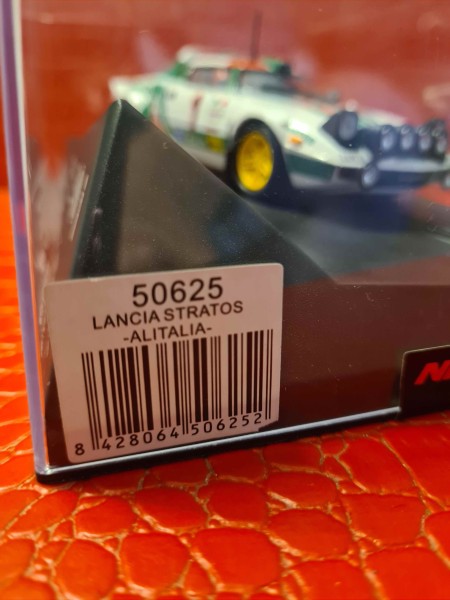 50625
LANCIA STRATOS
-ALITALIA-
8 428064 506252